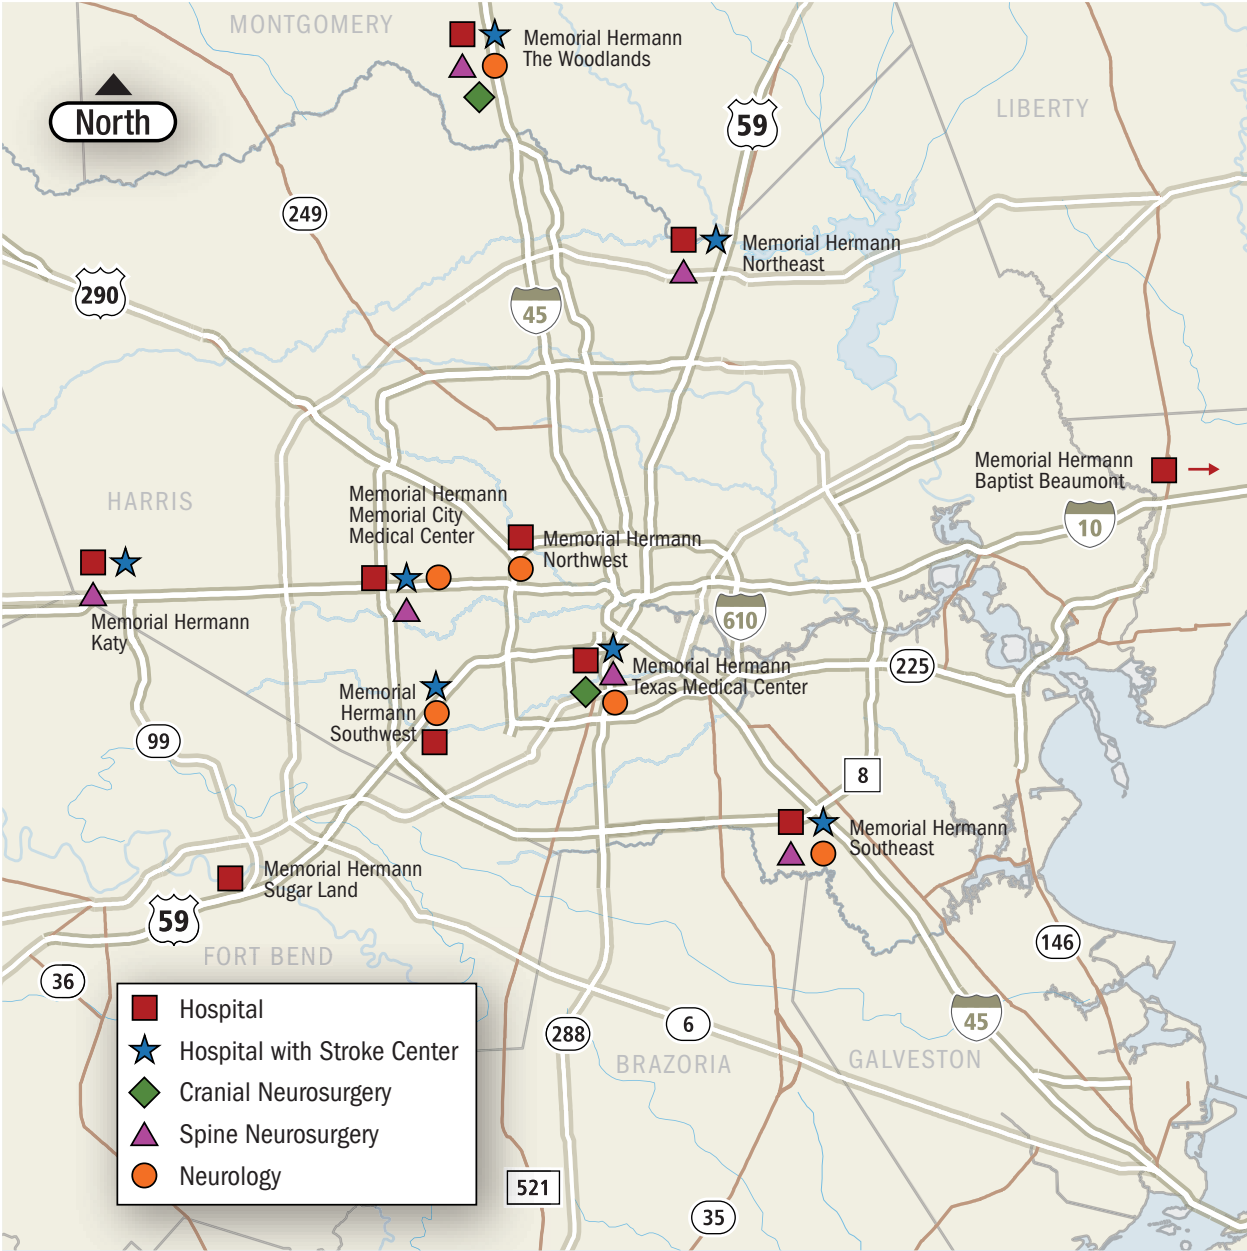 MONTGOMERY
Memorial Hermann
The Woodlands
North
59
LIBERTY
249
Memorial Hermann
Northeast
290
45
Memorial Hermann
Baptist Beaumont
HARRIS
Memorial Hermann
Memorial City
Medical Center
10
Memorial Hermann
Northwest
Memorial Hermann
Katy
610
Memorial Hermann
Texas Medical Center
225
Memorial
Hermann
Southwest
99
8
Memorial Hermann
Southeast
Memorial Hermann
Sugar Land
59
146
FORT BEND
36
Hospital
Hospital with Stroke Center
Cranial Neurosurgery
Spine Neurosurgery
Neurology
45
6
288
BRAZORIA
GALVESTON
521
35